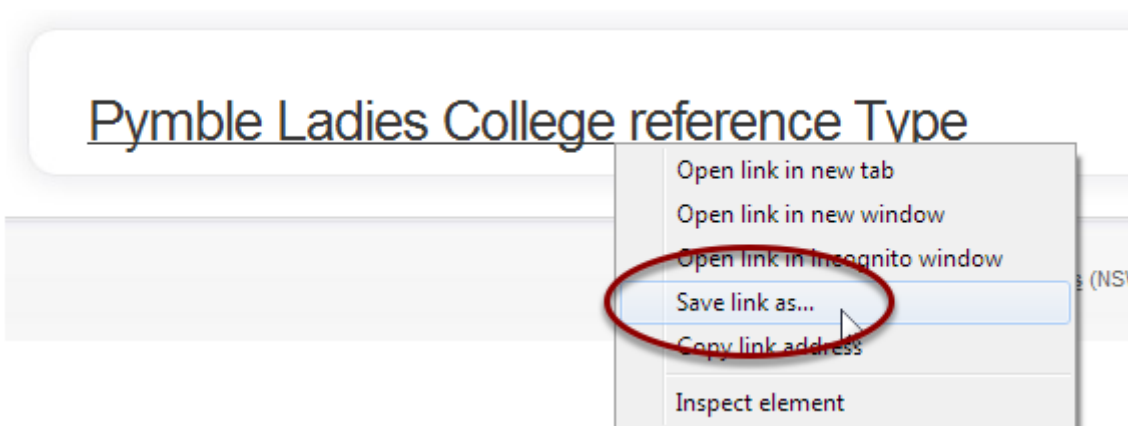 Pymble Ladies College reference Type
Open link in new tab
Open link in new window
Open link in incognito window
Save link as...
(NSW
Copy link address
Inspect element